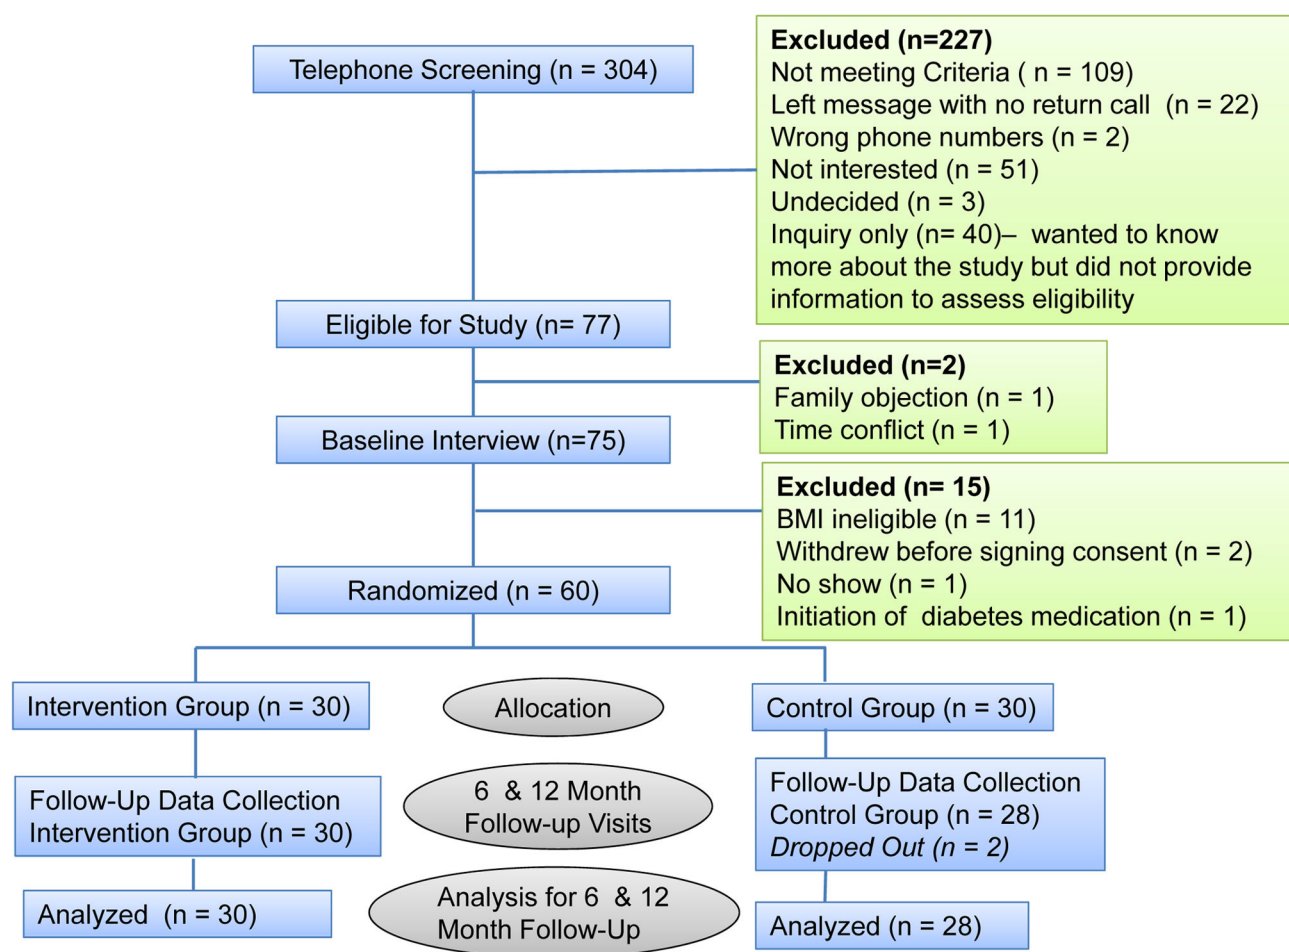 Telephone Screening (n = 304)
Excluded (n=227)
Not meeting Criteria ( n = 109)
Left message with no return call  (n = 22)
Wrong phone numbers (n = 2)
Not interested (n = 51)
Undecided (n = 3)
Inquiry only (n= 40)–  wanted to know
more about the study but did not provide
information to assess eligibility
Eligible for Study (n= 77)
Excluded (n=2)
Family objection (n = 1)
Time conflict (n = 1)
Baseline Interview (n=75)
Excluded (n= 15)
BMI ineligible (n = 11)
Withdrew before signing consent (n = 2)
No show (n = 1)
Initiation of  diabetes medication (n = 1)
Randomized (n = 60)
Intervention Group (n = 30)
Allocation
Control Group (n = 30)
Follow-Up Data Collection
Intervention Group (n = 30)
6  & 12 Month
Follow-up Visits
Follow-Up Data Collection
Control Group (n = 28)
Dropped Out (n = 2)
Analyzed  (n = 30)
Analysis for 6  & 12
Month Follow-Up
Analyzed (n = 28)